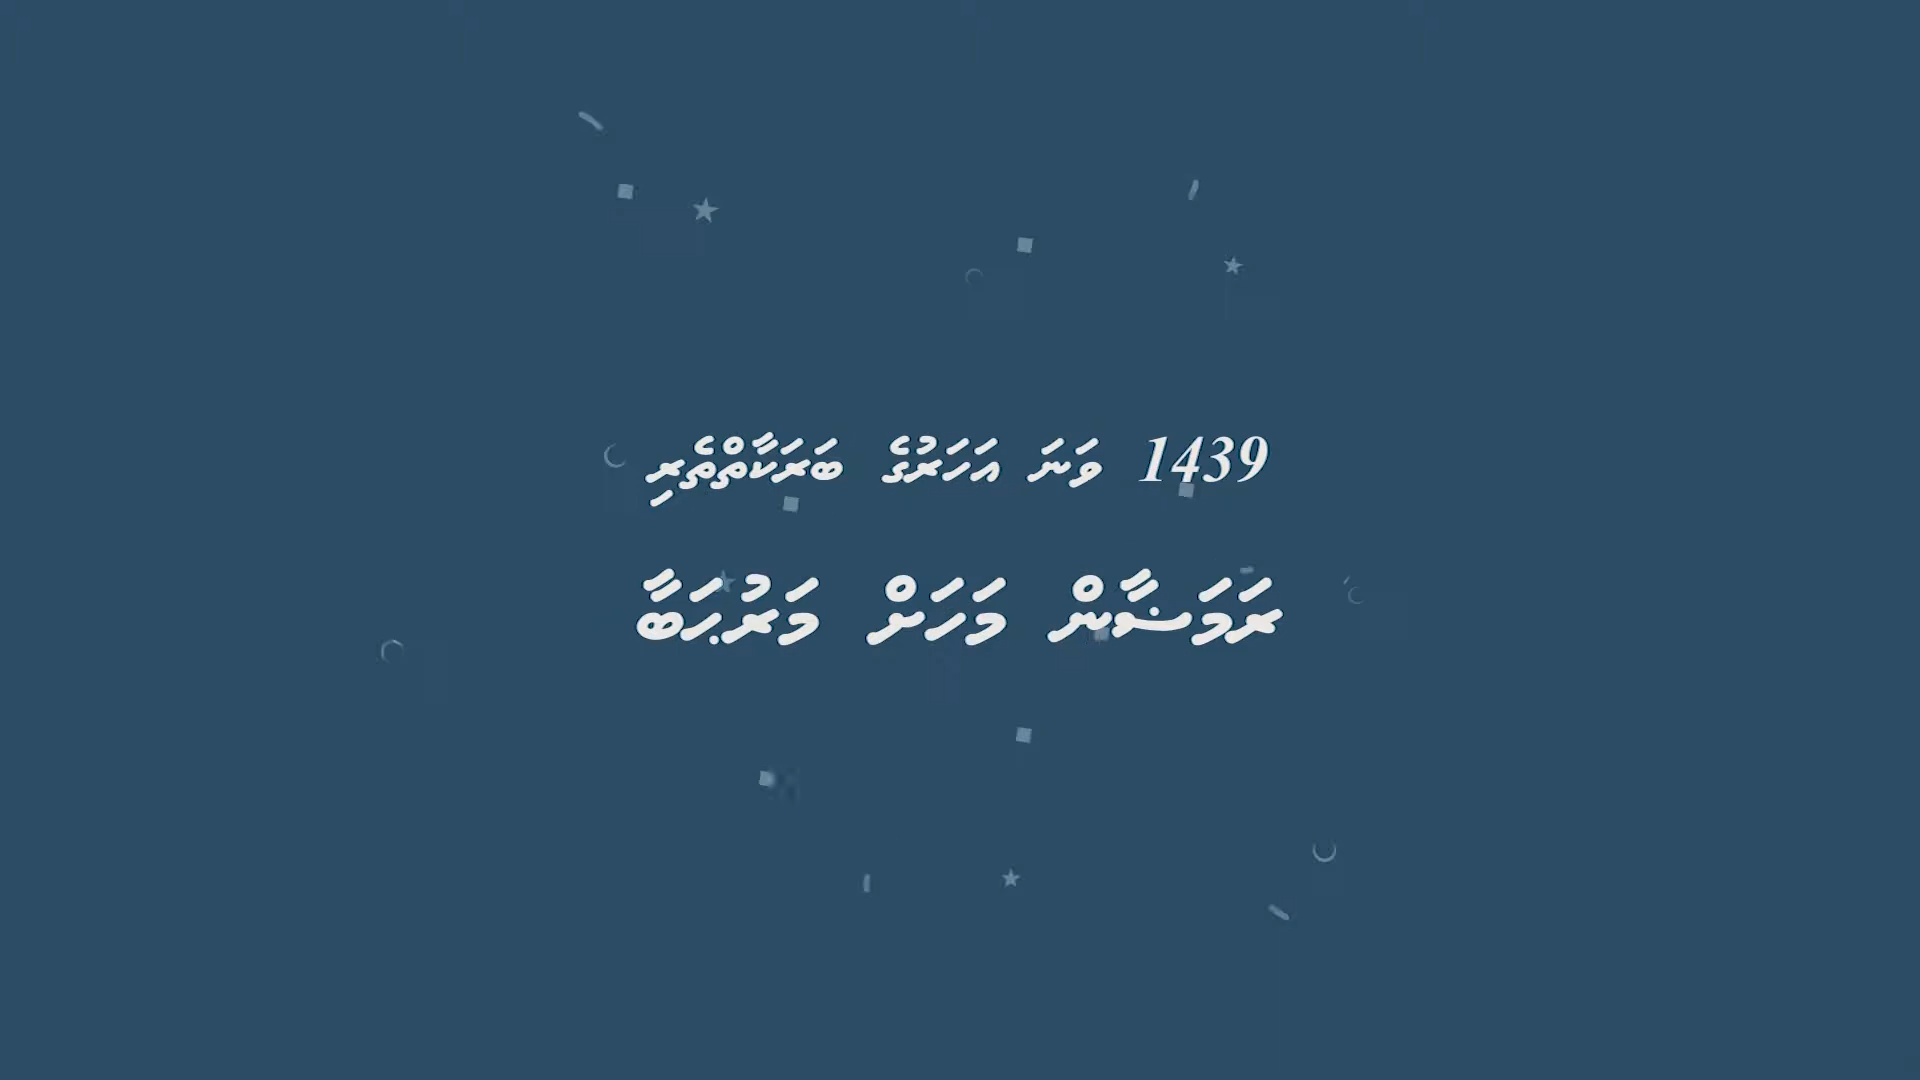 1439 ވަނަ އަހަރުގެ ބަރަކާތްތެރި
ރަމަޟާން މަހަށް މަރުޙަބާ